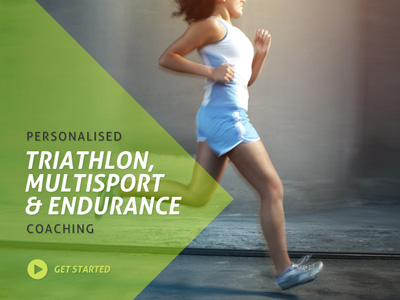 PERSONALISED
TRIATHLON,
MULTISPORT
& ENDURANCE
COACHING
GET STARTED